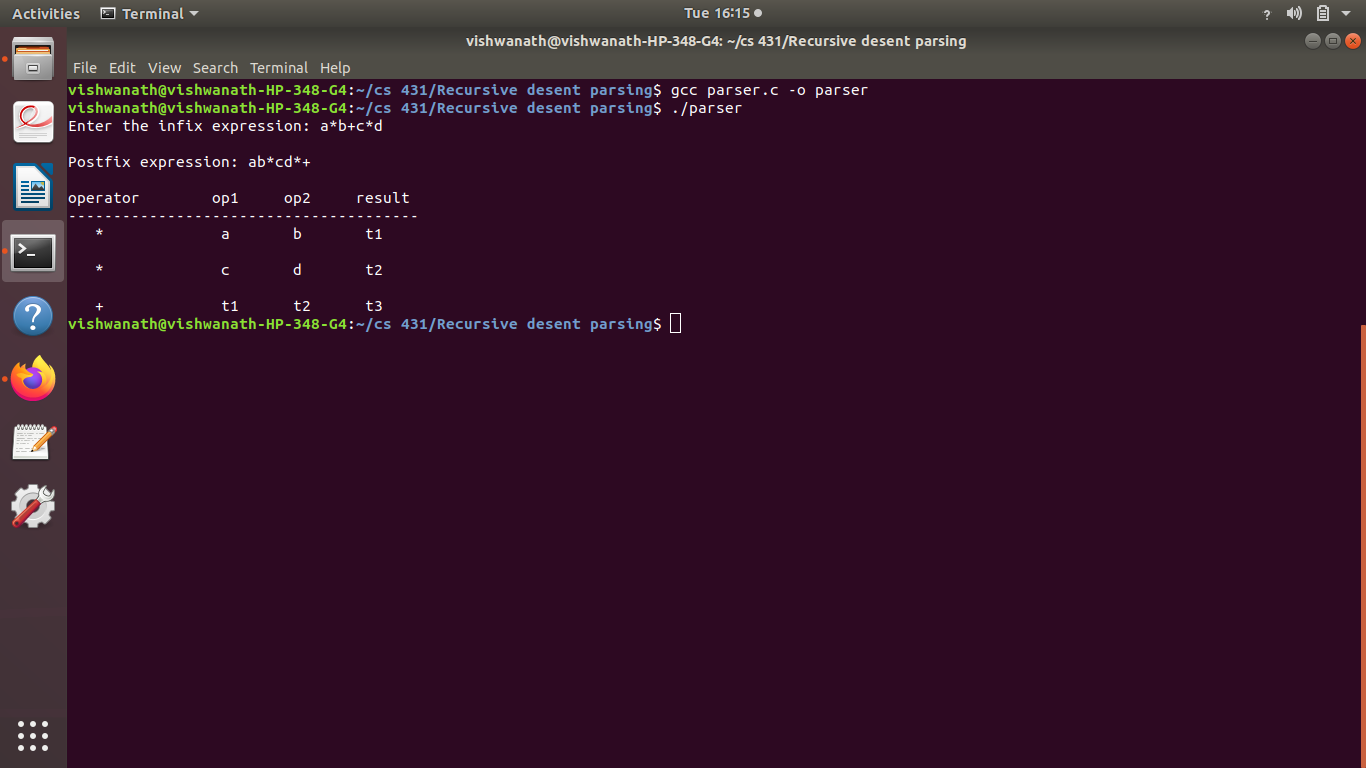 Activities Terminal Tue 16:15 ?
vishwanath@vishwanath-HP-348-G4: ~/cs 431/Recursive desent parsing
File Edit View Search Terminal Help
vishwanath@vishwanath-HP-348-G4:~/cs 431/Recursive desent parsing$ gcc parser.c -o parser
vishwanath@vishwanath-HP-348-G4:~/cs 431/Recursive desent parsing$ ./parser
Enter the infix expression: a*b+c*d
Postfix expression: ab*cd*+
operator op1 op2 result
---------------------------------------
* a b t1
* c d t2
+ t1 t2 t3
vishwanath@vishwanath-HP-348-G4:~/cs 431/Recursive desent parsing$